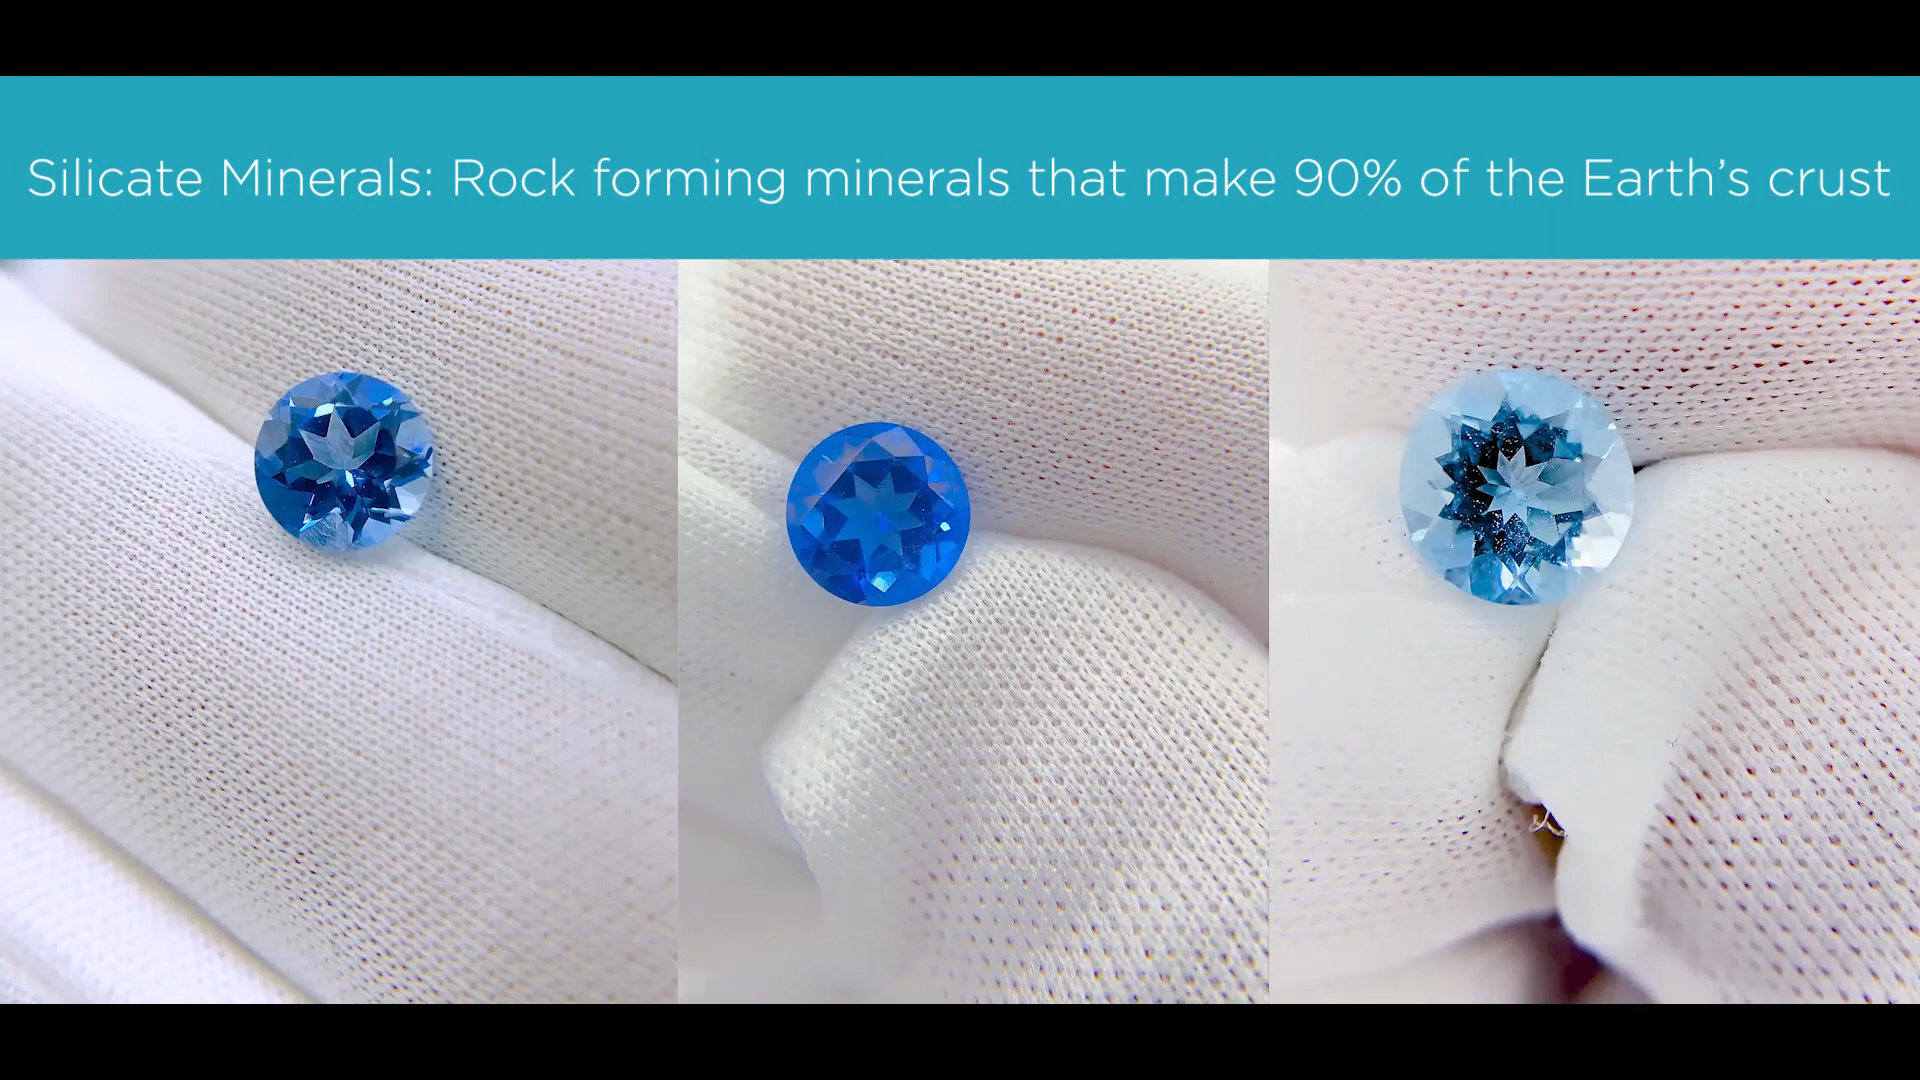 Silicate Minerals: Rock forming minerals that make 90% of the Earth’s crust